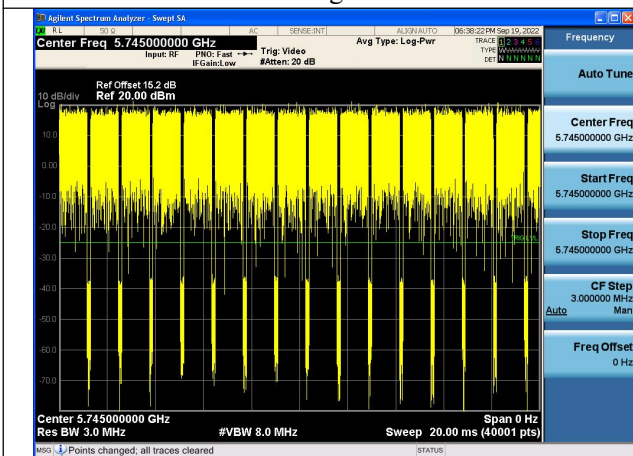 Agilent Spectrum Analyzer - Swept SA
RL 50 Ω AC SENSE:INT ALIGNAUTO 06:38:22 PM Sep 19, 2022
Center Freq 5.745000000 GHz
Input: RF PNO: Fast Trig: Video Avg Type: Log-Pwr TRACE 1 2 3 4 5 6
IFGain:Low #Atten: 20 dB TYPE
DET N N N N N N
Ref Offset 15.2 dB
10 dB/div Ref 20.00 dBm
Log
10.0
0.00
-10.0
-20.0
TRIG LVL
-30.0
-40.0
-50.0
-60.0
-70.0
Center 5.745000000 GHz Span 0 Hz
Res BW 3.0 MHz #VBW 8.0 MHz Sweep 20.00 ms (40001 pts)
MSG Points changed; all traces cleared STATUS
Frequency
Auto Tune
Center Freq
5.745000000 GHz
Start Freq
5.745000000 GHz
Stop Freq
5.745000000 GHz
CF Step
3.000000 MHz
Auto Man
Freq Offset
0 Hz